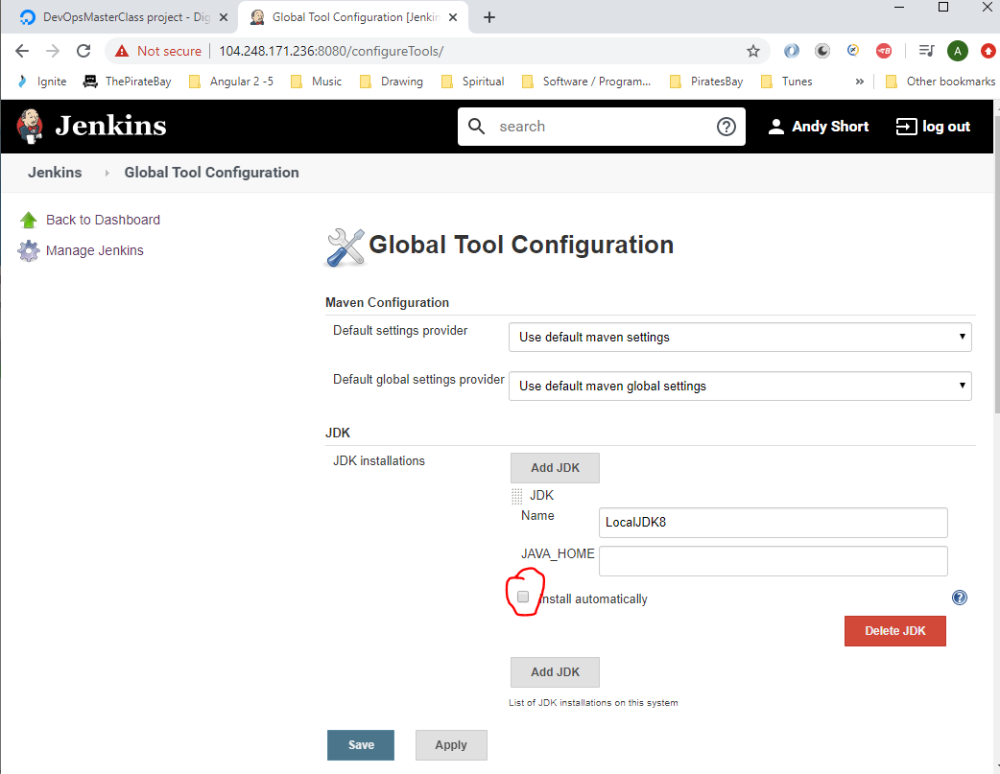 DevOpsMasterClass project - Dig
Global Tool Configuration [Jenkin
Not secure
104.248.171.236:8080/configureTools/
A
Ignite
ThePirateBay
Angular 2 -5
Music
Drawing
Spiritual
Software / Program...
PiratesBay
Tunes
»
Other bookmarks
Jenkins
search
Andy Short
log out
Jenkins
Global Tool Configuration
Back to Dashboard
Manage Jenkins
Global Tool Configuration
Maven Configuration
Default settings provider
Use default maven settings
Default global settings provider
Use default maven global settings
JDK
JDK installations
Add JDK
JDK
Name
LocalJDK8
JAVA_HOME
Install automatically
Delete JDK
Add JDK
List of JDK installations on this system
Save
Apply